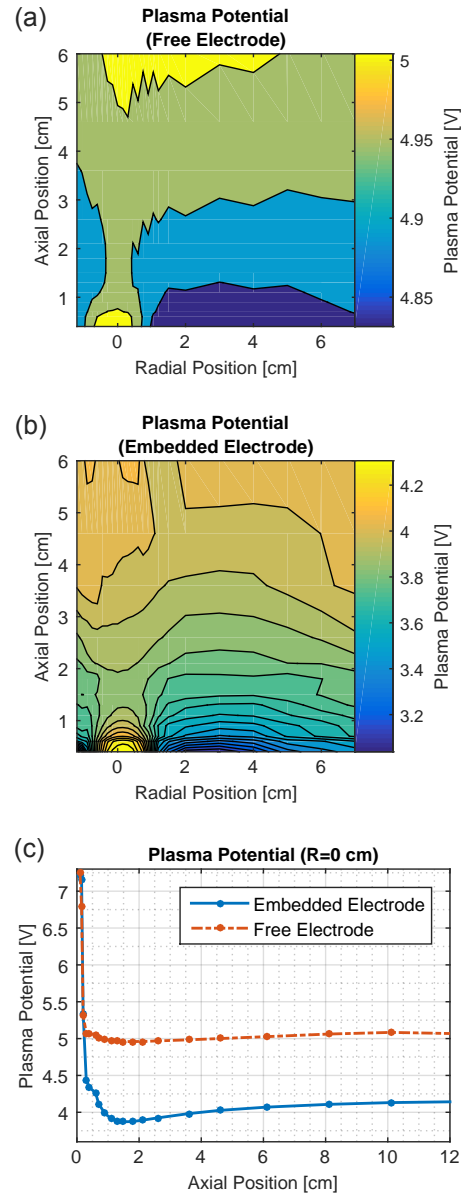 (a)
Plasma Potential
(Free Electrode)
6
5
4
3
2
1
Axial Position [cm]
0 2 4 6
Radial Position [cm]
5
4.95
4.9
4.85
Plasma Potential [V]
(b)
Plasma Potential
(Embedded Electrode)
6
5
4
3
2
1
Axial Position [cm]
0 2 4 6
Radial Position [cm]
4.2
4
3.8
3.6
3.4
3.2
Plasma Potential [V]
(c)
Plasma Potential (R=0 cm)
7
6.5
6
5.5
5
4.5
4
Plasma Potential [V]
Embedded Electrode
Free Electrode
0 2 4 6 8 10 12
Axial Position [cm]